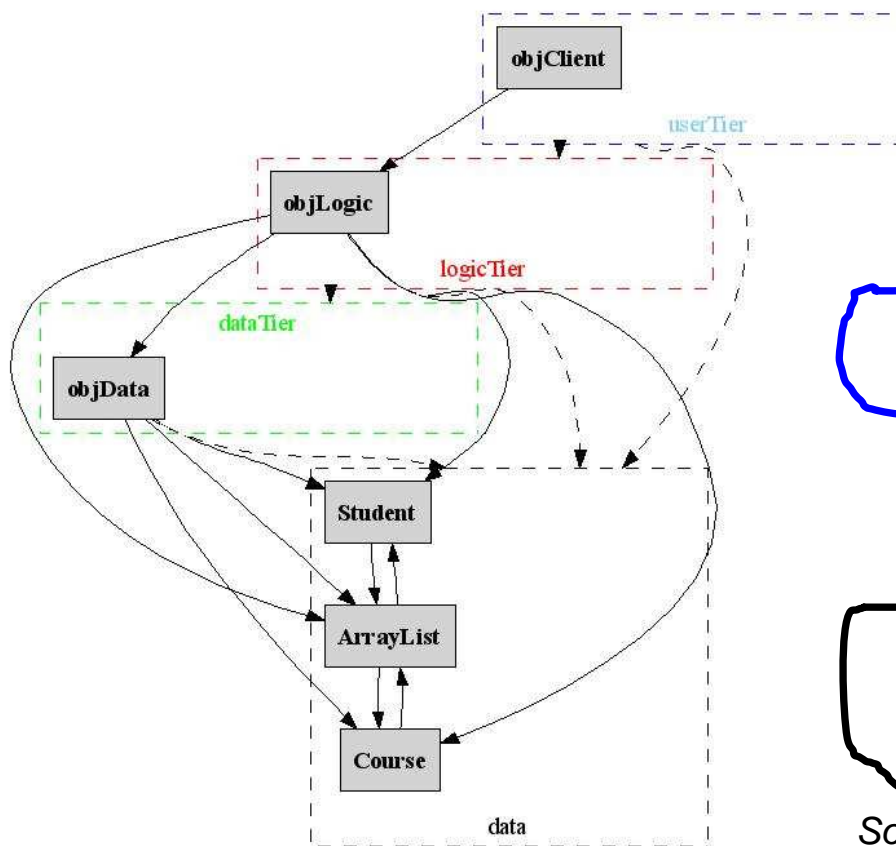 objClient
userTier
objLogic
logicTier
dataTier
objData
Student
ArrayList
Course
data